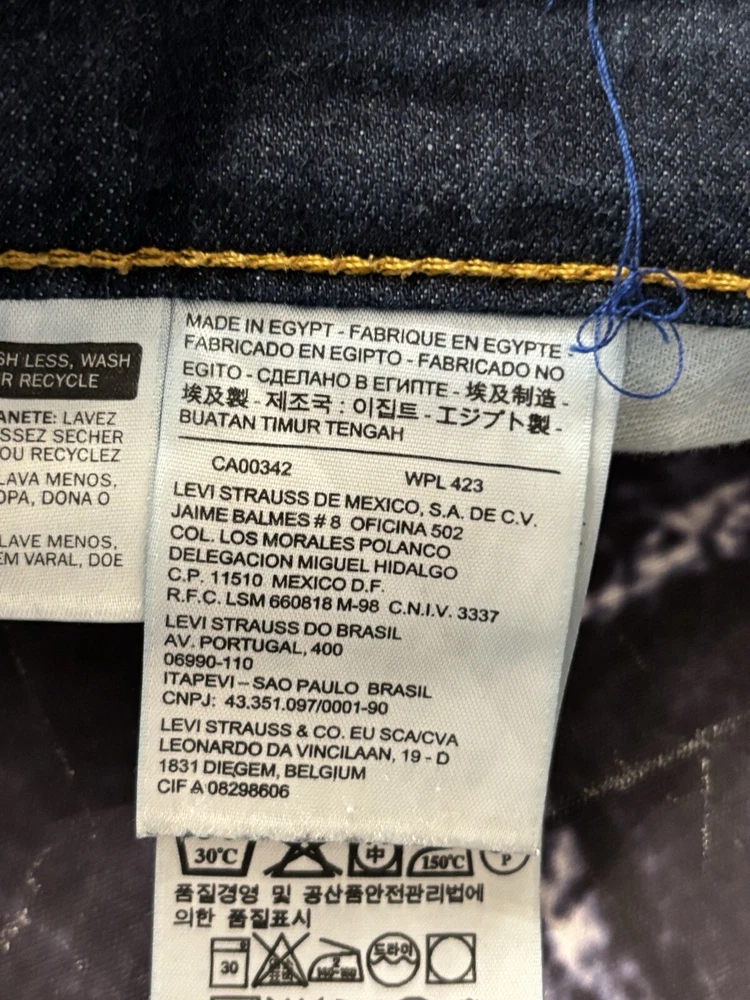 SH LESS, WASH
R RECYCLE
ANETE: LAVEZ
SSEZ SECHER
OU RECYCLEZ
LAVA MENOS,
OPA, DONA O
LAVE MENOS,
EM VARAL, DOE
MADE IN EGYPT - FABRIQUE EN EGYPTE -
FABRICADO EN EGIPTO - FABRICADO NO
EGITO - СДЕЛАНО В ЕГИПТЕ - 埃及制造 -
埃及製 - 제조국 : 이집트 - エジプト製 -
BUATAN TIMUR TENGAH
CA00342 WPL 423
LEVI STRAUSS DE MEXICO, S.A. DE C.V.
JAIME BALMES # 8 OFICINA 502
COL. LOS MORALES POLANCO
DELEGACION MIGUEL HIDALGO
C.P. 11510 MEXICO D.F.
R.F.C. LSM 660818 M-98 C.N.I.V. 3337
LEVI STRAUSS DO BRASIL
AV. PORTUGAL, 400
06990-110
ITAPEVI – SAO PAULO BRASIL
CNPJ: 43.351.097/0001-90
LEVI STRAUSS & CO. EU SCA/CVA
LEONARDO DA VINCILAAN, 19 - D
1831 DIEGEM, BELGIUM
CIF A 08298606
30°C 中 150°C P
품질경영 및 공산품안전관리법에
의한 품질표시
30 드라이